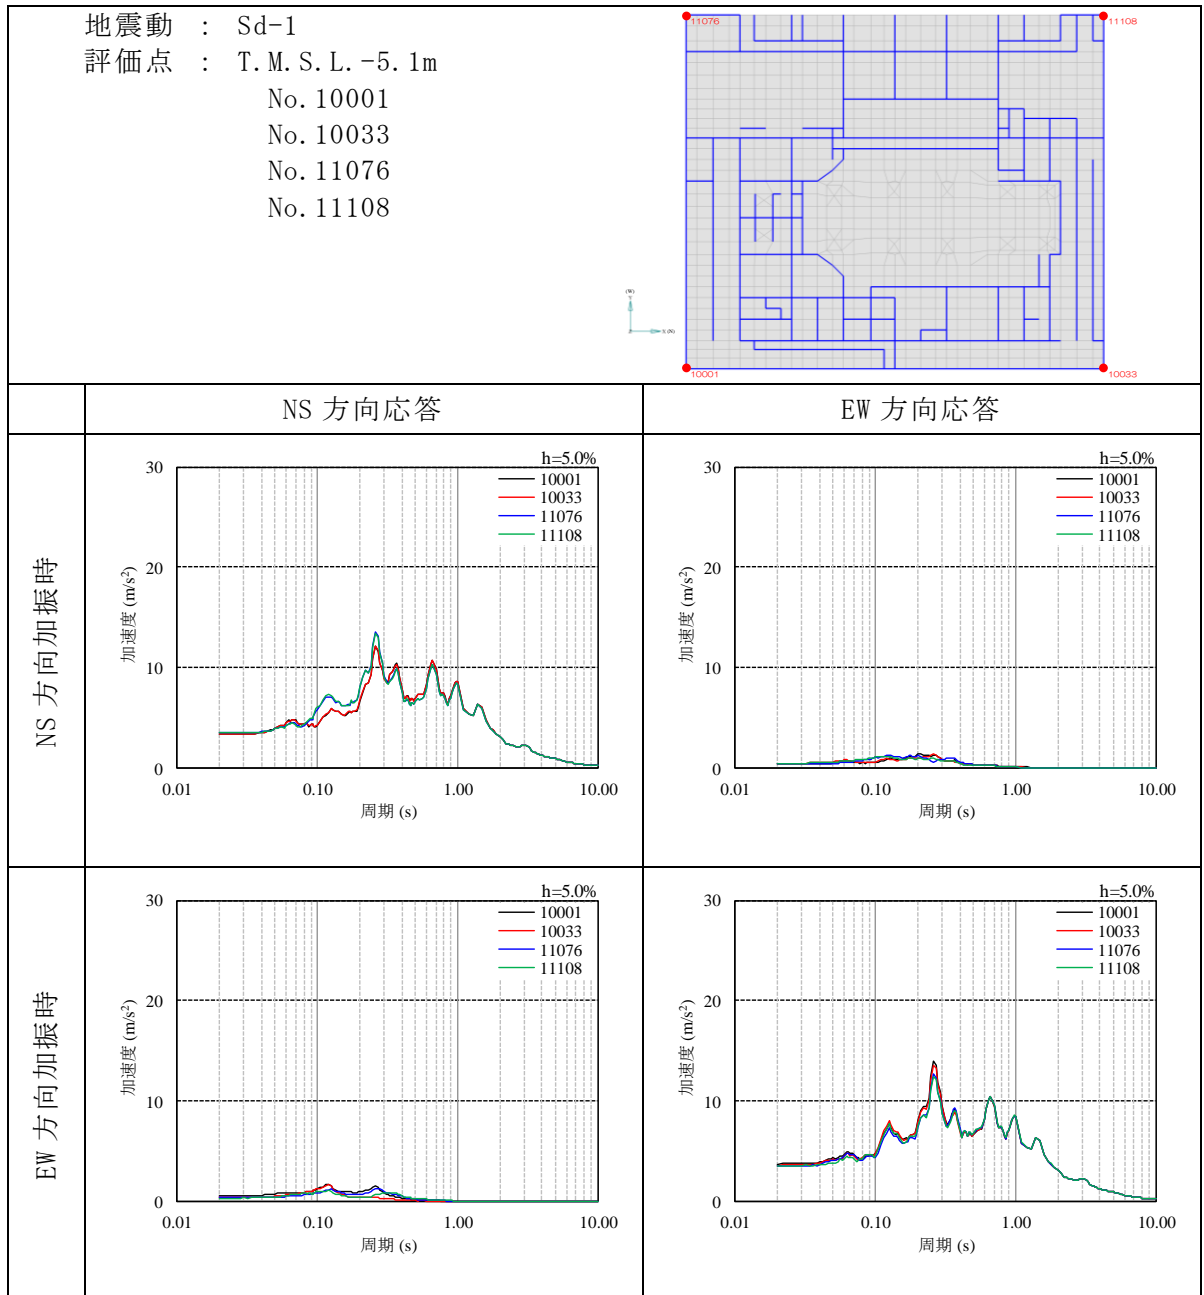 地震動 : Sd-1
評価点 : T.M.S.L.-5.1m
No.10001
No.10033
No.11076
No.11108
11076
11108
10001
10033
(W)
Y
Z
X (N)
NS 方向応答
EW 方向応答
NS 方向加振時
h=5.0%
10001
10033
11076
11108
加速度 (m/s²)
30
20
10
0
0.01
0.10
1.00
10.00
周期 (s)
h=5.0%
10001
10033
11076
11108
加速度 (m/s²)
30
20
10
0
0.01
0.10
1.00
10.00
周期 (s)
EW 方向加振時
h=5.0%
10001
10033
11076
11108
加速度 (m/s²)
30
20
10
0
0.01
0.10
1.00
10.00
周期 (s)
h=5.0%
10001
10033
11076
11108
加速度 (m/s²)
30
20
10
0
0.01
0.10
1.00
10.00
周期 (s)